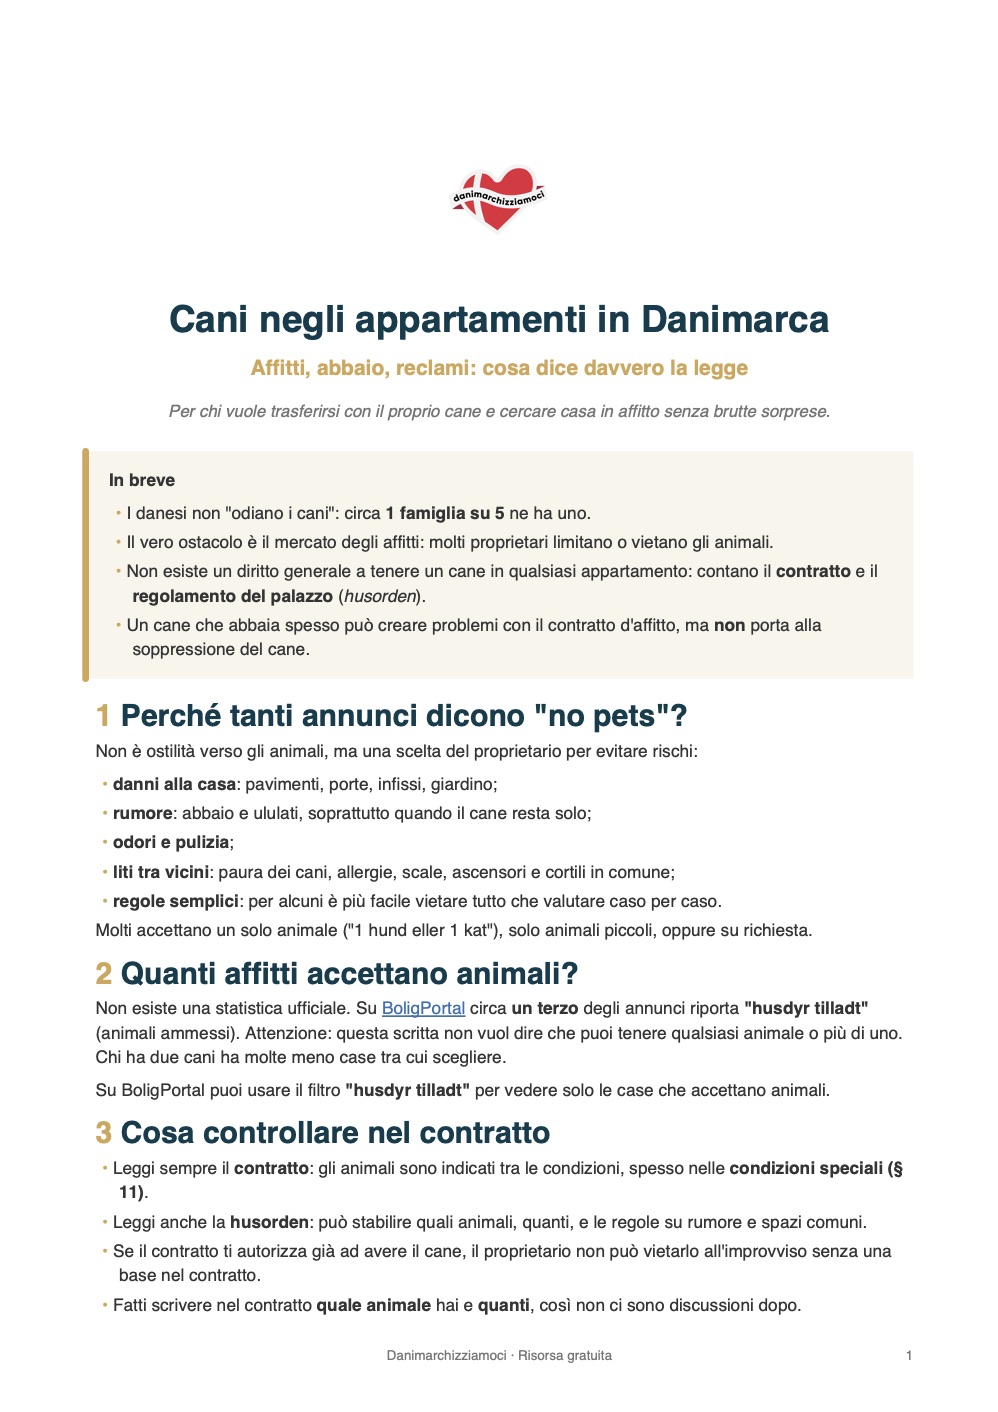 danimarchizziamoci
Cani negli appartamenti in Danimarca
Affitti, abbaio, reclami: cosa dice davvero la legge
Per chi vuole trasferirsi con il proprio cane e cercare casa in affitto senza brutte sorprese.
In breve
• I danesi non "odiano i cani": circa 1 famiglia su 5 ne ha uno.
• Il vero ostacolo è il mercato degli affitti: molti proprietari limitano o vietano gli animali.
• Non esiste un diritto generale a tenere un cane in qualsiasi appartamento: contano il contratto e il
regolamento del palazzo (husorden).
• Un cane che abbaia spesso può creare problemi con il contratto d'affitto, ma non porta alla
soppressione del cane.
1 Perché tanti annunci dicono "no pets"?
Non è ostilità verso gli animali, ma una scelta del proprietario per evitare rischi:
• danni alla casa: pavimenti, porte, infissi, giardino;
• rumore: abbaio e ululati, soprattutto quando il cane resta solo;
• odori e pulizia;
• liti tra vicini: paura dei cani, allergie, scale, ascensori e cortili in comune;
• regole semplici: per alcuni è più facile vietare tutto che valutare caso per caso.
Molti accettano un solo animale ("1 hund eller 1 kat"), solo animali piccoli, oppure su richiesta.
2 Quanti affitti accettano animali?
Non esiste una statistica ufficiale. Su BoligPortal circa un terzo degli annunci riporta "husdyr tilladt"
(animali ammessi). Attenzione: questa scritta non vuol dire che puoi tenere qualsiasi animale o più di uno.
Chi ha due cani ha molte meno case tra cui scegliere.
Su BoligPortal puoi usare il filtro "husdyr tilladt" per vedere solo le case che accettano animali.
3 Cosa controllare nel contratto
• Leggi sempre il contratto: gli animali sono indicati tra le condizioni, spesso nelle condizioni speciali (§
11).
• Leggi anche la husorden: può stabilire quali animali, quanti, e le regole su rumore e spazi comuni.
• Se il contratto ti autorizza già ad avere il cane, il proprietario non può vietarlo all'improvviso senza una
base nel contratto.
• Fatti scrivere nel contratto quale animale hai e quanti, così non ci sono discussioni dopo.
Danimarchizziamoci · Risorsa gratuita
1